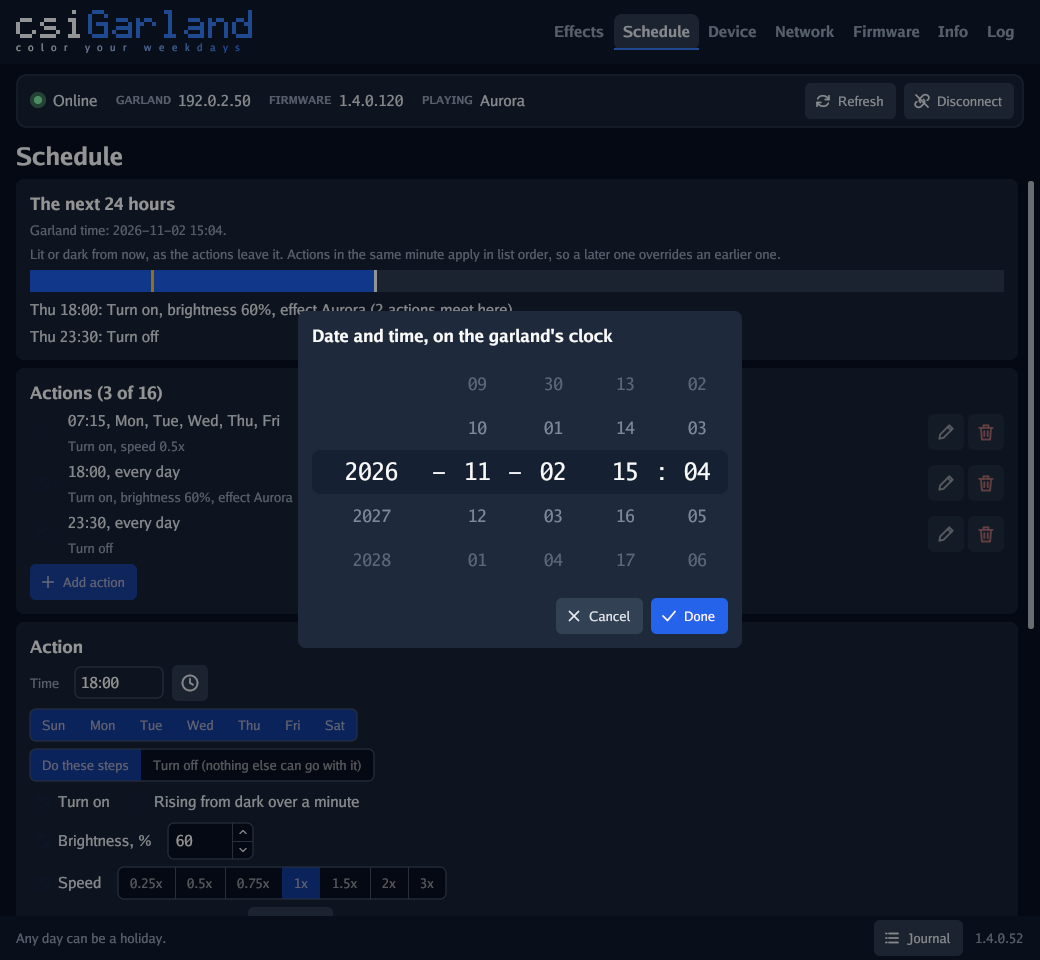 csiGarland
color your weekdays
Effects Schedule Device Network Firmware Info Log
Online GARLAND 192.0.2.50 FIRMWARE 1.4.0.120 PLAYING Aurora Refresh Disconnect
Schedule
The next 24 hours
Garland time: 2026-11-02 15:04.
Lit or dark from now, as the actions leave it. Actions in the same minute apply in list order, so a later one overrides an earlier one.
Thu 18:00: Turn on, brightness 60%, effect Aurora (2 actions meet here)
Thu 23:30: Turn off
Date and time, on the garland's clock
09 30 13 02
10 01 14 03
2026 – 11 – 02 15 : 04
2027 12 03 16 05
2028 01 04 17 06
Cancel Done
Actions (3 of 16)
07:15, Mon, Tue, Wed, Thu, Fri
Turn on, speed 0.5x
18:00, every day
Turn on, brightness 60%, effect Aurora
23:30, every day
Turn off
Add action
Action
Time 18:00
Sun Mon Tue Wed Thu Fri Sat
Do these steps Turn off (nothing else can go with it)
Turn on Rising from dark over a minute
Brightness, % 60
Speed 0.25x 0.5x 0.75x 1x 1.5x 2x 3x
Any day can be a holiday. Journal 1.4.0.52